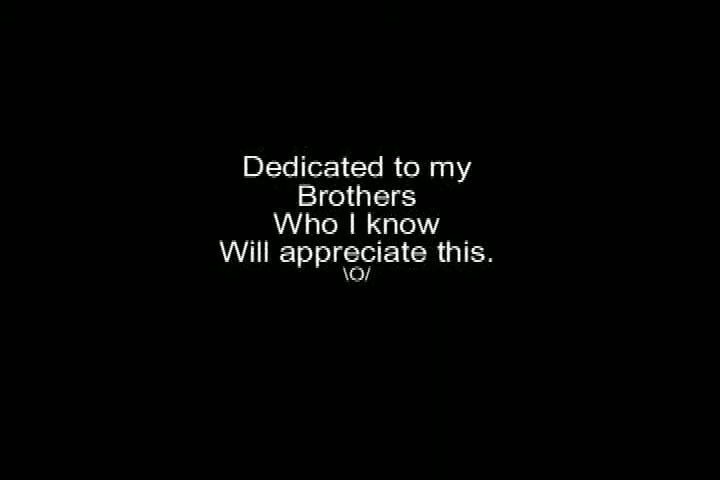 Dedicated to my
Brothers
Who I know
Will appreciate this.
\O/